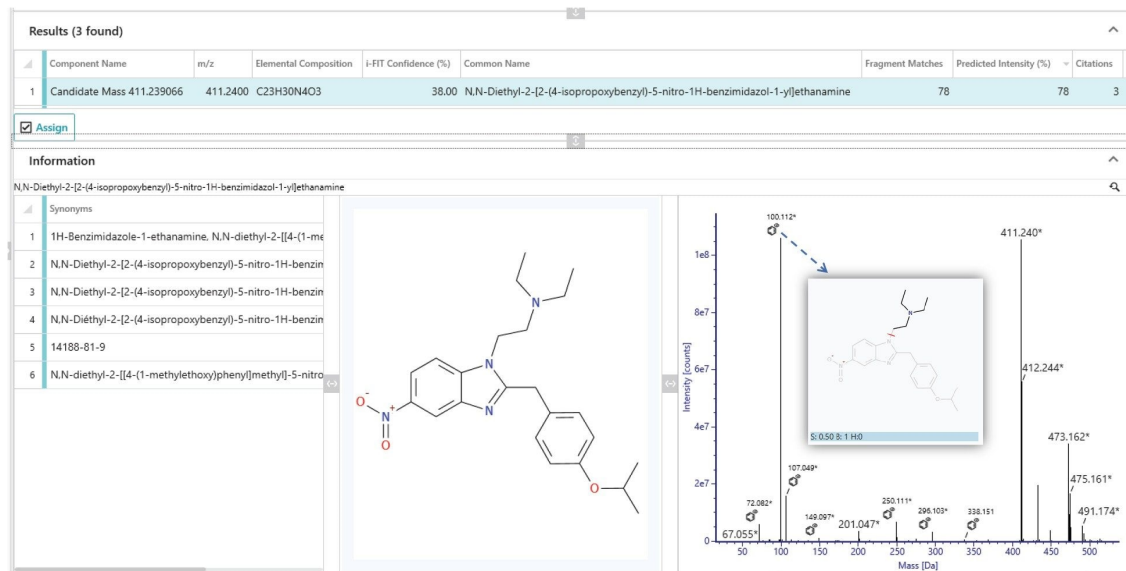 Results (3 found)
Component Name m/z Elemental Composition i-FIT Confidence (%) Common Name Fragment Matches Predicted Intensity (%) Citations
1 Candidate Mass 411.239066 411.2400 C23H30N4O3 38.00 N,N-Diethyl-2-[2-(4-isopropoxybenzyl)-5-nitro-1H-benzimidazol-1-yl]ethanamine 78 78 3
Assign
Information
N,N-Diethyl-2-[2-(4-isopropoxybenzyl)-5-nitro-1H-benzimidazol-1-yl]ethanamine
Synonyms
1 1H-Benzimidazole-1-ethanamine, N,N-diethyl-2-[[4-(1-me
2 N,N-Diethyl-2-[2-(4-isopropoxybenzyl)-5-nitro-1H-benzim
3 N,N-Diethyl-2-[2-(4-isopropoxybenzyl)-5-nitro-1H-benzim
4 N,N-Diéthyl-2-[2-(4-isopropoxybenzyl)-5-nitro-1H-benzim
5 14188-81-9
6 N,N-diethyl-2-[[4-(1-methylethoxy)phenyl]methyl]-5-nitro
N
N
N
O-
N+
O
O
Intensity [counts]
1e8
8e7
6e7
4e7
2e7
0
50 100 150 200 250 300 350 400 450 500
Mass [Da]
100.112*
411.240*
412.244*
473.162*
475.161*
491.174*
107.049*
72.082*
67.055*
149.097*
201.047*
250.111*
296.103*
338.151
N
N
N
O-
N+
O
O
S: 0.50 B: 1 H:0